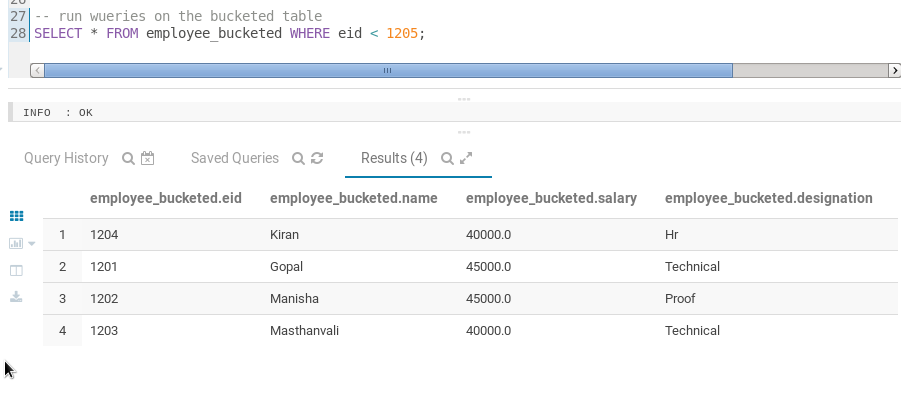 27 -- run wueries on the bucketed table
28 SELECT * FROM employee_bucketed WHERE eid < 1205;
INFO : OK
Query History Saved Queries Results (4)
employee_bucketed.eid employee_bucketed.name employee_bucketed.salary employee_bucketed.designation
1 1204 Kiran 40000.0 Hr
2 1201 Gopal 45000.0 Technical
3 1202 Manisha 45000.0 Proof
4 1203 Masthanvali 40000.0 Technical